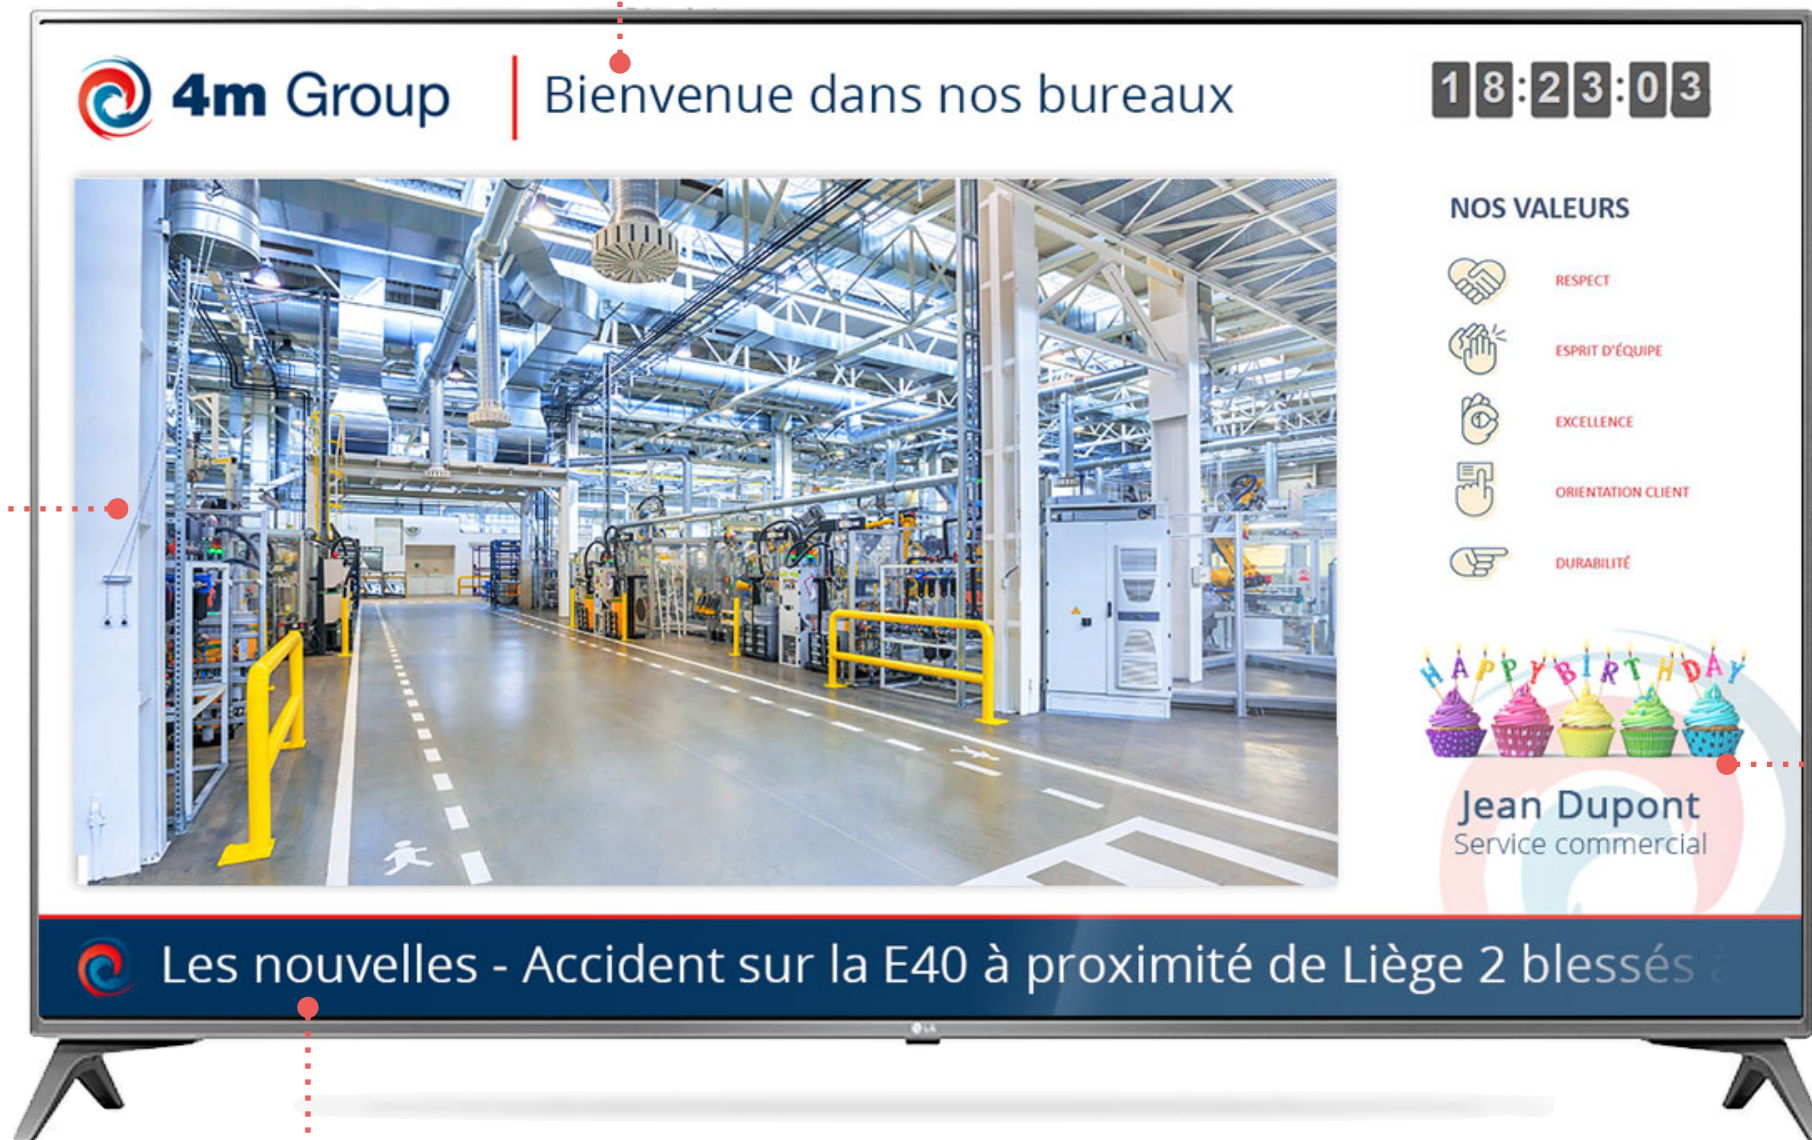 4m Group
Bienvenue dans nos bureaux
18:23:03
NOS VALEURS
RESPECT
ESPRIT D'ÉQUIPE
EXCELLENCE
ORIENTATION CLIENT
DURABILITÉ
HAPPY BIRTHDAY
Jean Dupont
Service commercial
Les nouvelles - Accident sur la E40 à proximité de Liège 2 blessés à
LG